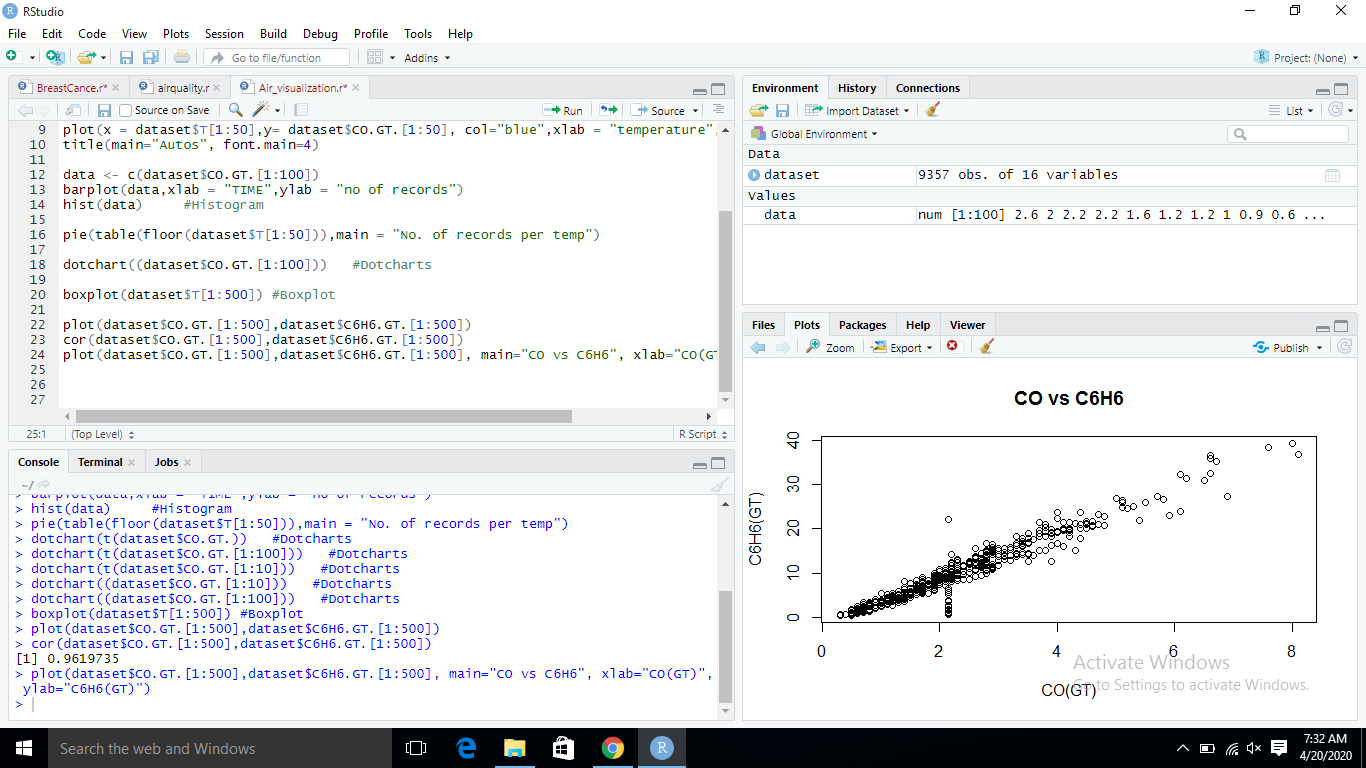 RStudio
File Edit Code View Plots Session Build Debug Profile Tools Help
Go to file/function
Addins
Project: (None)
BreastCance.r*
airquality.r
Air_visualization.r*
Source on Save
Run
Source
9 plot(x = dataset$T[1:50],y= dataset$CO.GT.[1:50], col="blue",xlab = "temperature",
10 title(main="Autos", font.main=4)
11
12 data <- c(dataset$CO.GT.[1:100])
13 barplot(data,xlab = "TIME",ylab = "no of records")
14 hist(data) #Histogram
15
16 pie(table(floor(dataset$T[1:50])),main = "No. of records per temp")
17
18 dotchart((dataset$CO.GT.[1:100])) #Dotcharts
19
20 boxplot(dataset$T[1:500]) #Boxplot
21
22 plot(dataset$CO.GT.[1:500],dataset$C6H6.GT.[1:500])
23 cor(dataset$CO.GT.[1:500],dataset$C6H6.GT.[1:500])
24 plot(dataset$CO.GT.[1:500],dataset$C6H6.GT.[1:500], main="CO vs C6H6", xlab="CO(GT
25
26
27
25:1 (Top Level) R Script
Console Terminal Jobs
~/
barplot(data,xlab = "TIME",ylab = "no of records")
> hist(data) #Histogram
> pie(table(floor(dataset$T[1:50])),main = "No. of records per temp")
> dotchart(t(dataset$CO.GT.)) #Dotcharts
> dotchart(t(dataset$CO.GT.[1:100])) #Dotcharts
> dotchart(t(dataset$CO.GT.[1:10])) #Dotcharts
> dotchart((dataset$CO.GT.[1:10])) #Dotcharts
> dotchart((dataset$CO.GT.[1:100])) #Dotcharts
> boxplot(dataset$T[1:500]) #Boxplot
> plot(dataset$CO.GT.[1:500],dataset$C6H6.GT.[1:500])
> cor(dataset$CO.GT.[1:500],dataset$C6H6.GT.[1:500])
[1] 0.9619735
> plot(dataset$CO.GT.[1:500],dataset$C6H6.GT.[1:500], main="CO vs C6H6", xlab="CO(GT)",
ylab="C6H6(GT)")
>
Environment History Connections
Import Dataset
List
Global Environment
Data
dataset 9357 obs. of 16 variables
Values
data num [1:100] 2.6 2 2.2 2.2 1.6 1.2 1.2 1 0.9 0.6 ...
Files Plots Packages Help Viewer
Zoom Export Publish
CO vs C6H6
C6H6(GT)
40
30
20
10
0
0 2 4 6 8
CO(GT)
Activate Windows
Go to Settings to activate Windows.
Search the web and Windows
7:32 AM
4/20/2020